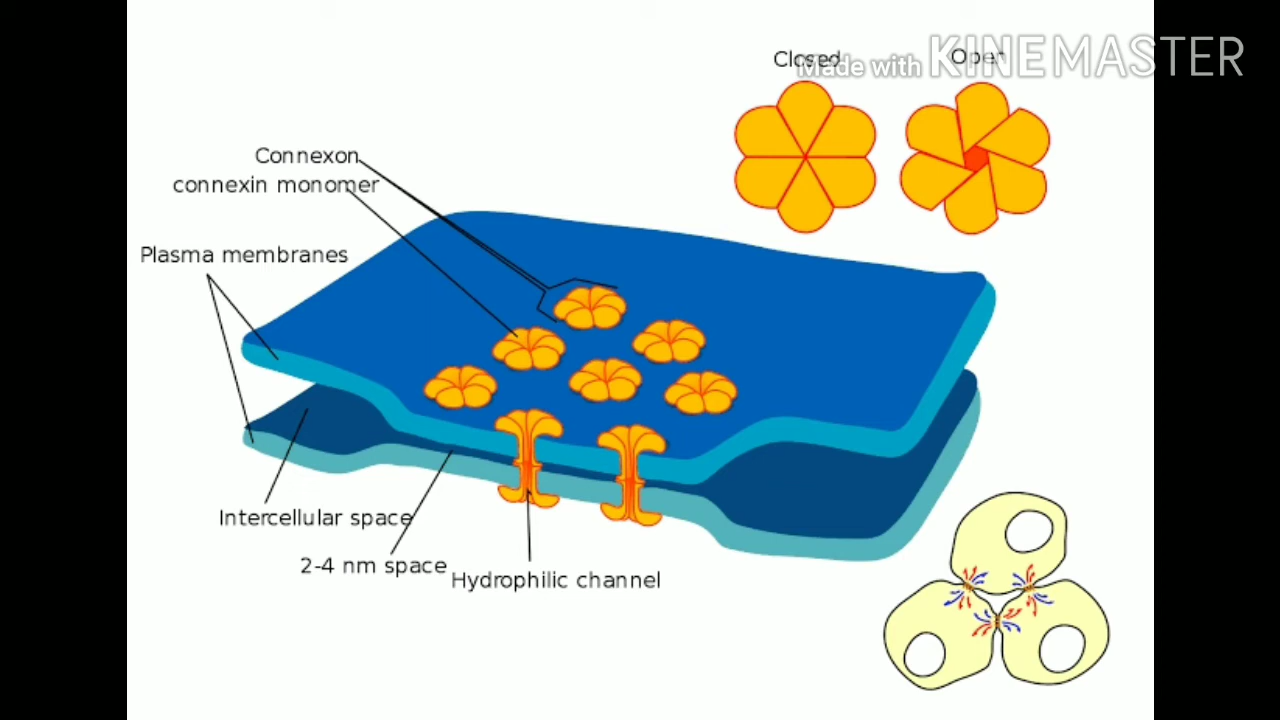 Closed
Open
Made with KINEMASTER
Connexon
connexin monomer
Plasma membranes
Intercellular space
2-4 nm space
Hydrophilic channel